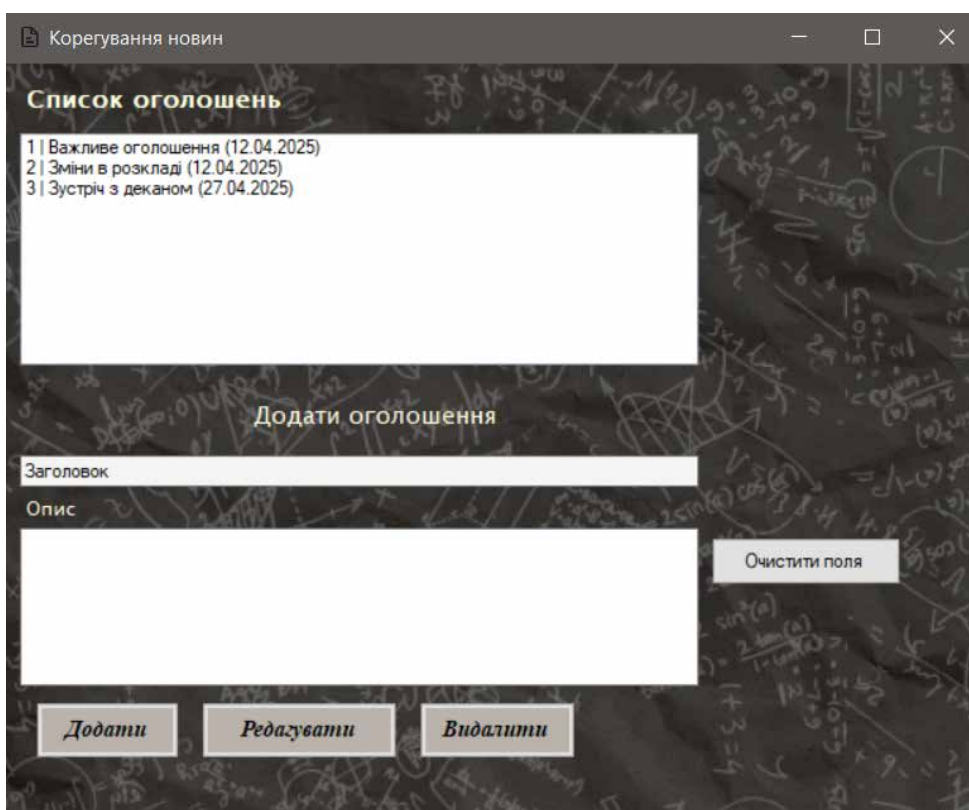 Корегування новин
Список оголошень
1 | Важливе оголошення (12.04.2025)
2 | Зміни в розкладі (12.04.2025)
3 | Зустріч з деканом (27.04.2025)
Додати оголошення
Заголовок
Опис
Очистити поля
Додати
Редагувати
Видалити